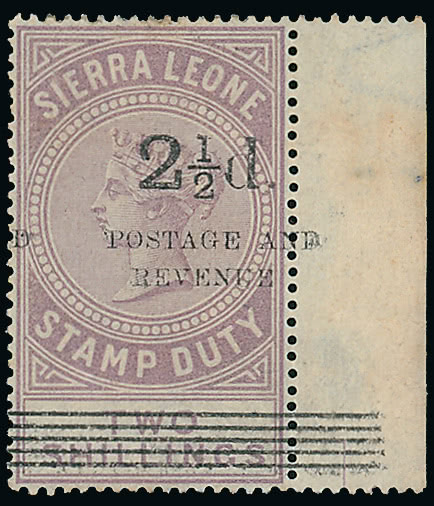 SIERRA LEONE
2½d.
D POSTAGE AND
REVENUE
STAMP DUTY
TWO
SHILLINGS